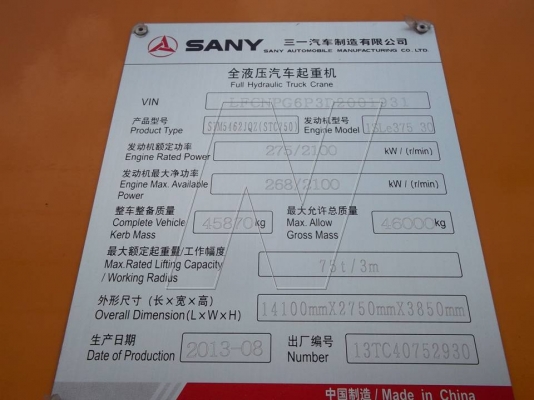 SANY 三一汽车制造有限公司
SANY AUTOMOBILE MANUFACTURING CO., LTD.
全液压汽车起重机
Full Hydraulic Truck Crane
VIN
产品型号 发动机型号
Product Type Engine Model
发动机额定功率
Engine Rated Power 275/2100 kW / (r/min)
发动机最大净功率
Engine Max. Available Power 268/2100 kW / (r/min)
整车整备质量 最大允许总质量
Complete Vehicle 45870 kg Max. Allow 46000 kg
Kerb Mass Gross Mass
最大额定起重量/工作幅度
Max.Rated Lifting Capacity 75t/3m
/ Working Radius
外形尺寸（长×宽×高）
Overall Dimension(L×W×H) 14100mmX2750mmX3850mm
生产日期 出厂编号
Date of Production 2013-08 Number 13TC40752930
中国制造 / Made in China